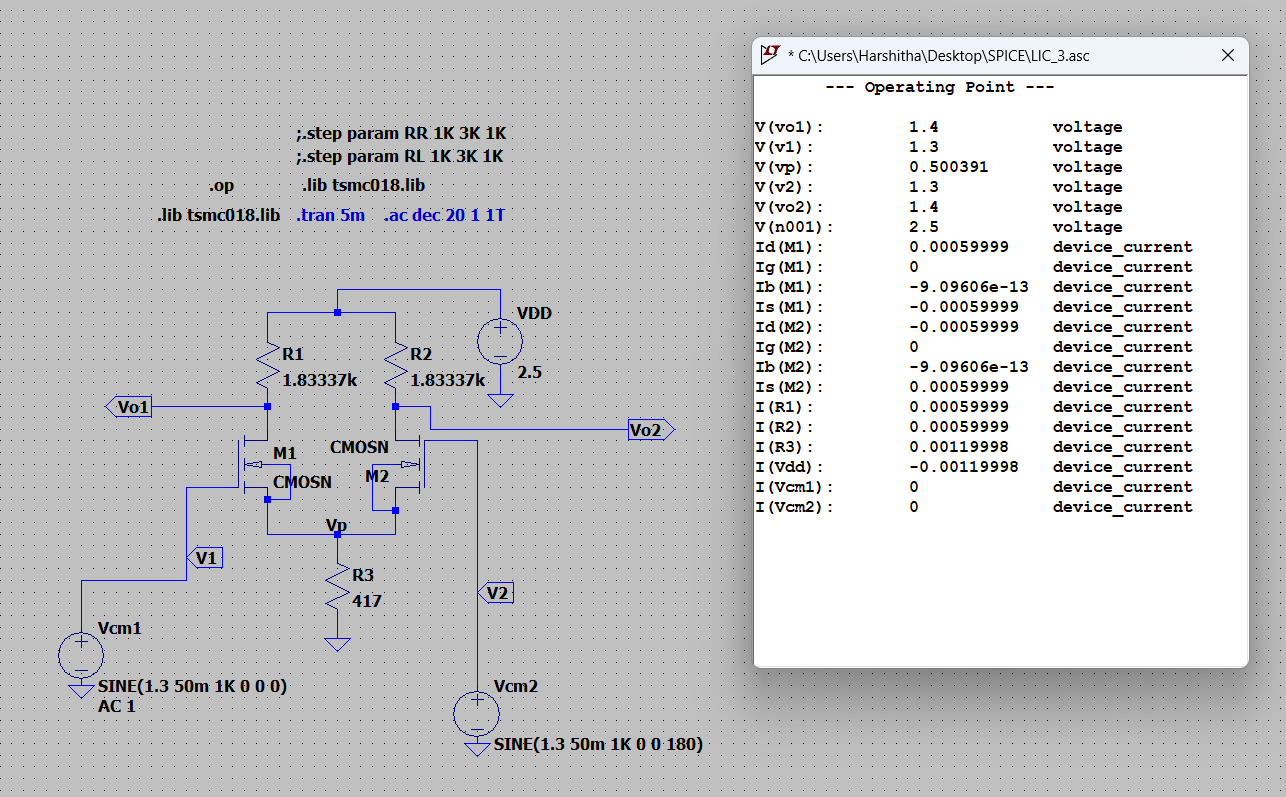 ;.step param RR 1K 3K 1K
;.step param RL 1K 3K 1K
.op .lib tsmc018.lib
.lib tsmc018.lib .tran 5m .ac dec 20 1 1T
VDD
R1 R2
2.5
1.83337k 1.83337k
Vo1
Vo2
M1 CMOSN
CMOSN M2
Vp
V1
R3
V2
417
Vcm1
SINE(1.3 50m 1K 0 0 0)
AC 1
Vcm2
SINE(1.3 50m 1K 0 0 180)
* C:\Users\Harshitha\Desktop\SPICE\LIC_3.asc
--- Operating Point ---
V(vo1): 1.4 voltage
V(v1): 1.3 voltage
V(vp): 0.500391 voltage
V(v2): 1.3 voltage
V(vo2): 1.4 voltage
V(n001): 2.5 voltage
Id(M1): 0.00059999 device_current
Ig(M1): 0 device_current
Ib(M1): -9.09606e-13 device_current
Is(M1): -0.00059999 device_current
Id(M2): -0.00059999 device_current
Ig(M2): 0 device_current
Ib(M2): -9.09606e-13 device_current
Is(M2): 0.00059999 device_current
I(R1): 0.00059999 device_current
I(R2): 0.00059999 device_current
I(R3): 0.00119998 device_current
I(Vdd): -0.00119998 device_current
I(Vcm1): 0 device_current
I(Vcm2): 0 device_current